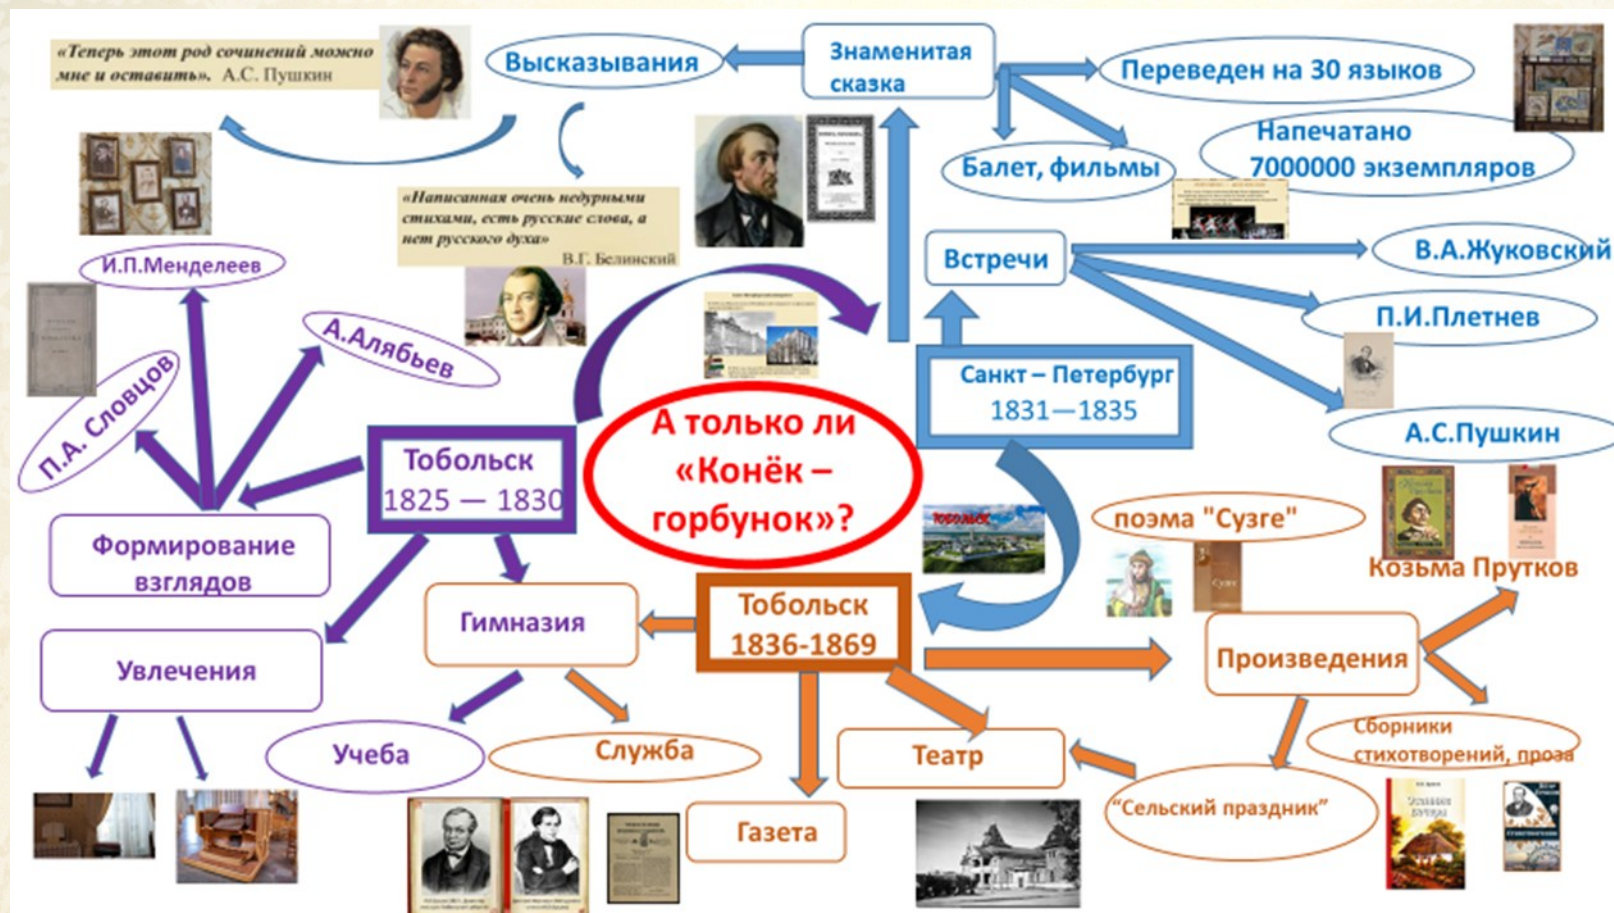 «Теперь этот род сочинений можно
мне и оставить». А.С. Пушкин
Высказывания
Знаменитая
сказка
Переведен на 30 языков
Напечатано
7000000 экземпляров
Балет, фильмы
«Написанная очень недурными
стихами, есть русские слова, а
нет русского духа»
В.Г. Белинский
Встречи
В.А.Жуковский
П.И.Плетнев
А.С.Пушкин
И.П.Менделеев
А.Алябьев
П.А. Словцов
Санкт – Петербург
1831—1835
А только ли
«Конёк –
горбунок»?
Тобольск
1825 — 1830
Формирование
взглядов
Увлечения
Гимназия
Учеба
Служба
Тобольск
1836-1869
ТОБОЛЬСК
поэма "Сузге"
Козьма Прутков
Произведения
Сборники
стихотворений, проза
"Сельский праздник”
Театр
Газета